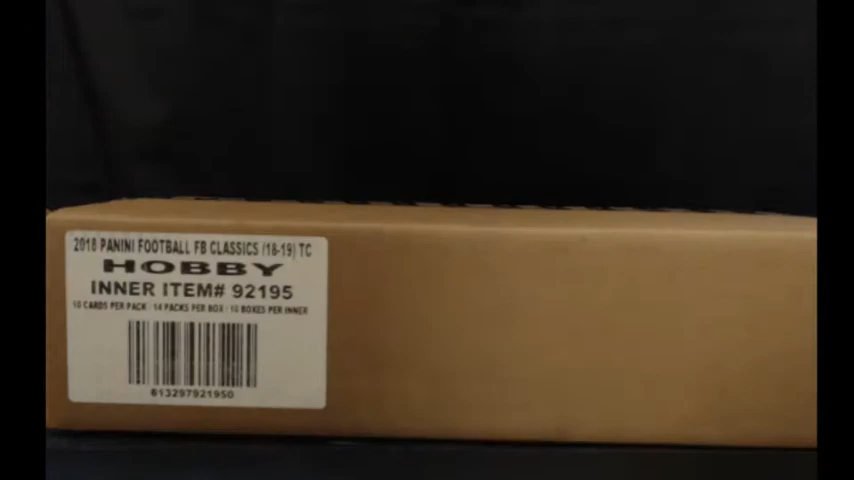 2018 PANINI FOOTBALL FB CLASSICS (18-19) TC
HOBBY
INNER ITEM# 92195
10 CARDS PER PACK / 14 PACKS PER BOX / 10 BOXES PER INNER
613297921950